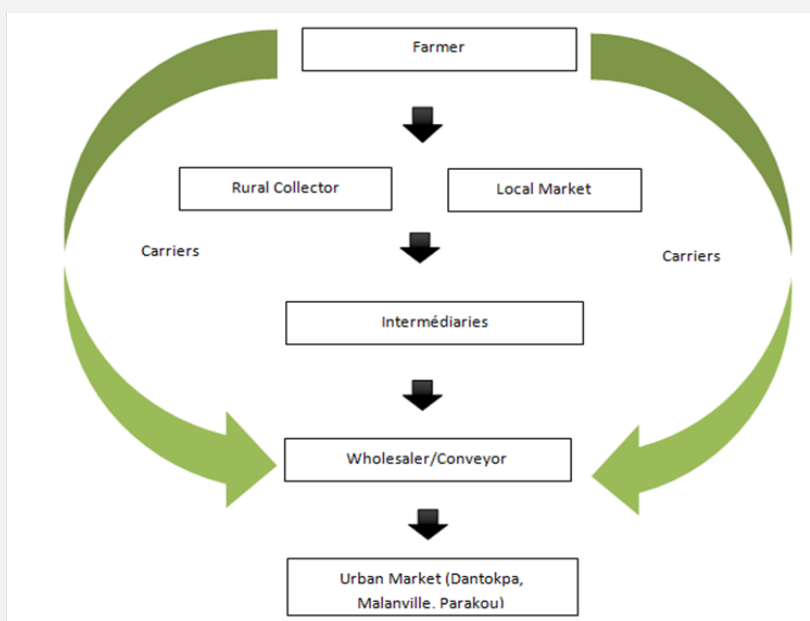 Farmer
Rural Collector
Local Market
Carriers
Carriers
Intermédiaries
Wholesaler/Conveyor
Urban Market (Dantokpa,
Malanville. Parakou)